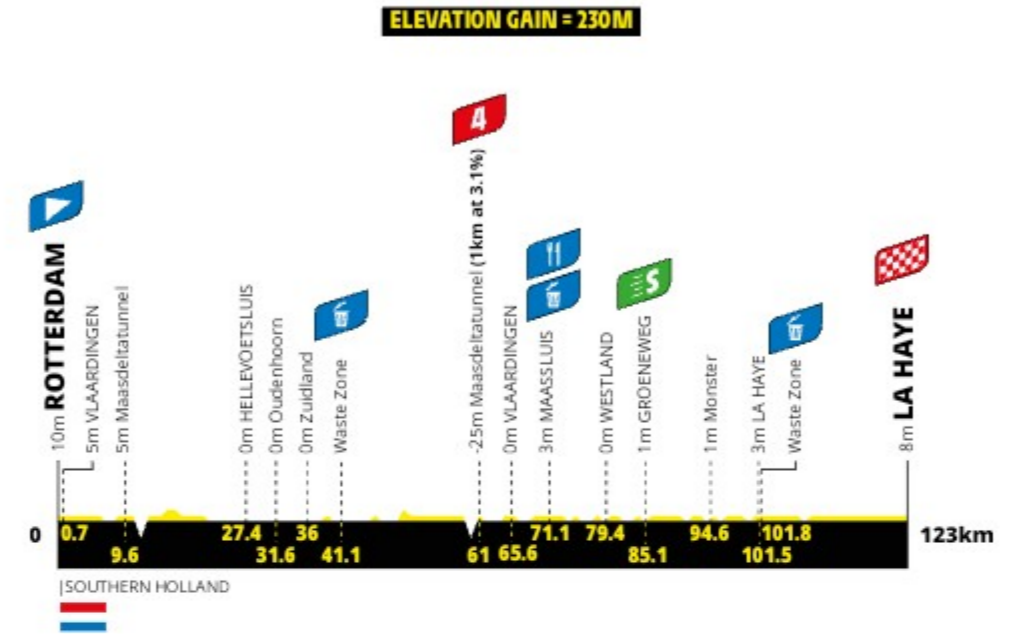 ELEVATION GAIN = 230M
4
S
10m ROTTERDAM
5m VLAARDINGEN
5m Maasdeltatunnel
0m HELLEVOETSLUIS
0m Oudenhoorn
0m Zuidland
Waste Zone
-25m Maasdeltatunnel (1km at 3.1%)
0m VLAARDINGEN
3m MAASSLUIS
0m WESTLAND
1m GROENEWEG
1m Monster
3m LA HAYE
Waste Zone
8m LA HAYE
0
0.7
9.6
27.4
31.6
36
41.1
61
65.6
71.1
79.4
85.1
94.6
101.5
101.8
123km
|SOUTHERN HOLLAND